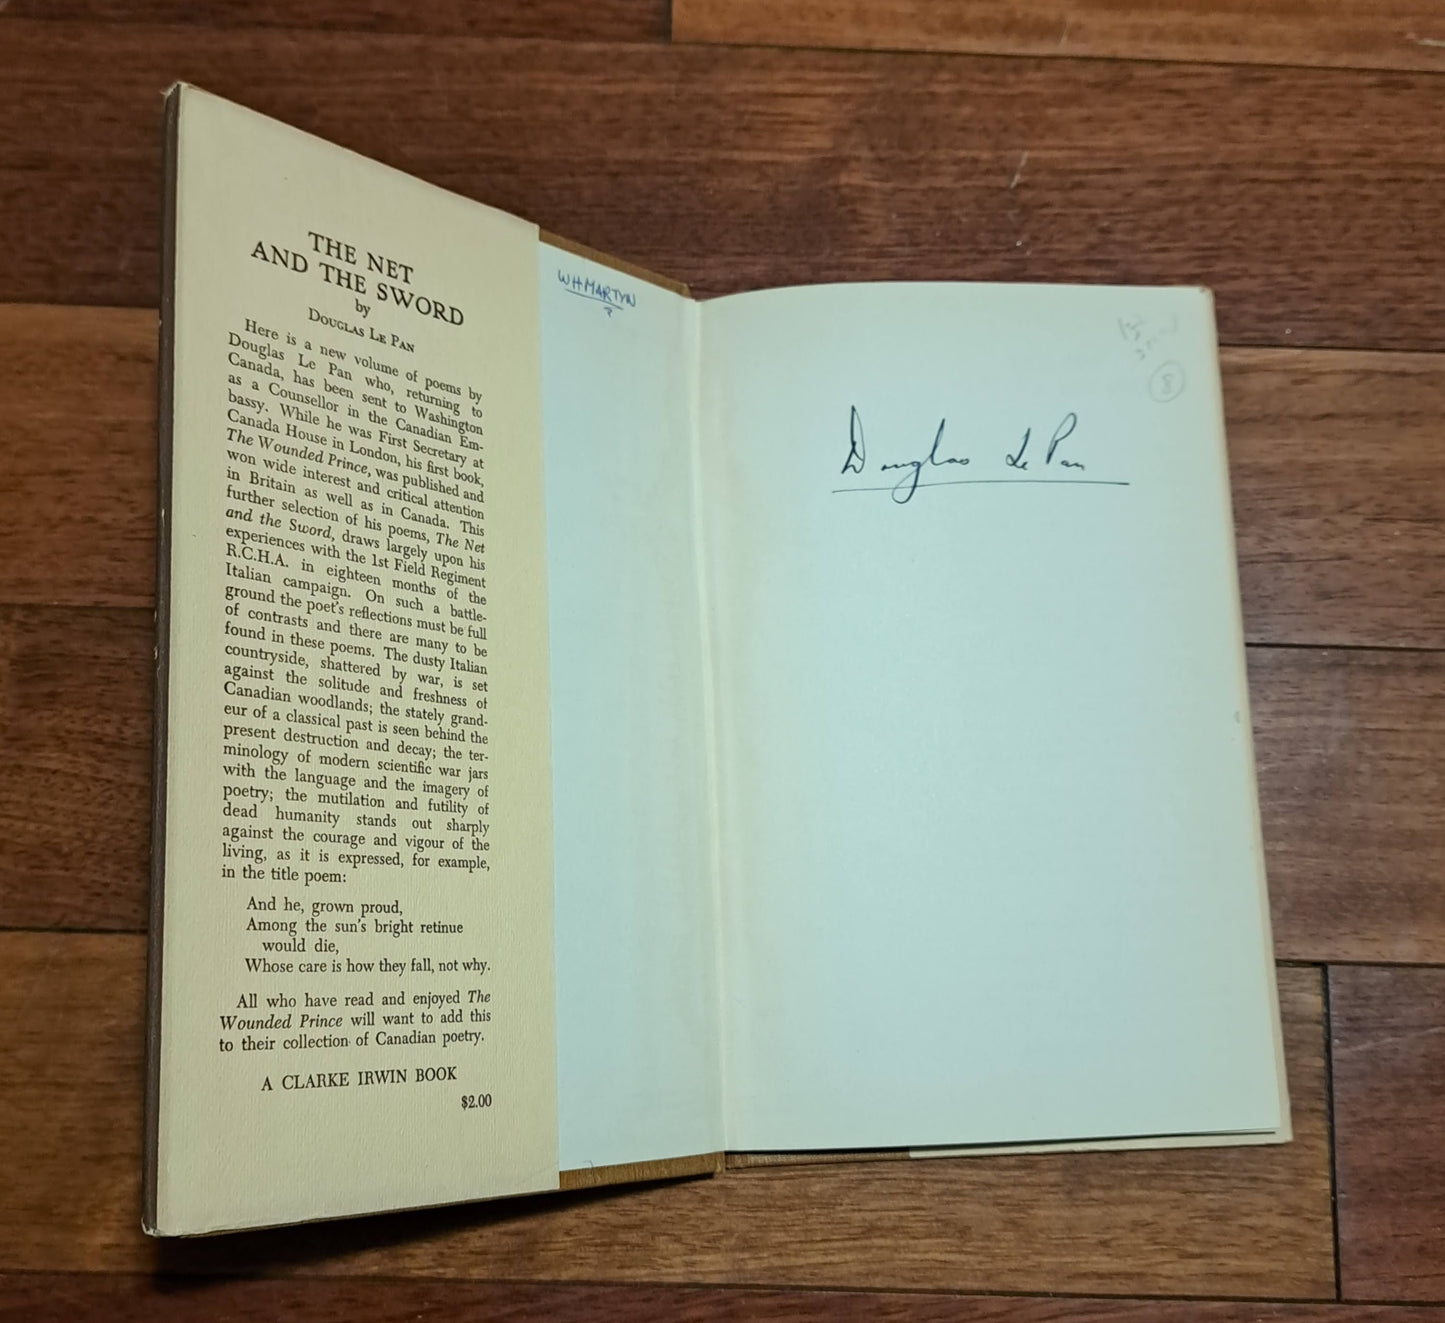 THE NET
AND THE SWORD
by
DOUGLAS LE PAN
Here is a new volume of poems by
Douglas Le Pan who, returning to
Canada, has been sent to Washington
as a Counsellor in the Canadian Em-
bassy. While he was First Secretary at
Canada House in London, his first book,
The Wounded Prince, was published and
won wide interest and critical attention
in Britain as well as in Canada. This
further selection of his poems, The Net
and the Sword, draws largely upon his
experiences with the 1st Field Regiment
R.C.H.A. in eighteen months of the
Italian campaign. On such a battle-
ground the poet's reflections must be full
of contrasts and there are many to be
found in these poems. The dusty Italian
countryside, shattered by war, is set
against the solitude and freshness of
Canadian woodlands; the stately grand-
eur of a classical past is seen behind the
present destruction and decay; the ter-
minology of modern scientific war jars
with the language and the imagery of
poetry; the mutilation and futility of
dead humanity stands out sharply
against the courage and vigour of the
living, as it is expressed, for example,
in the title poem:
And he, grown proud,
Among the sun's bright retinue
would die,
Whose care is how they fall, not why.
All who have read and enjoyed The
Wounded Prince will want to add this
to their collection of Canadian poetry.
A CLARKE IRWIN BOOK
$2.00
WHMARTYN
8
Douglas Le Pan